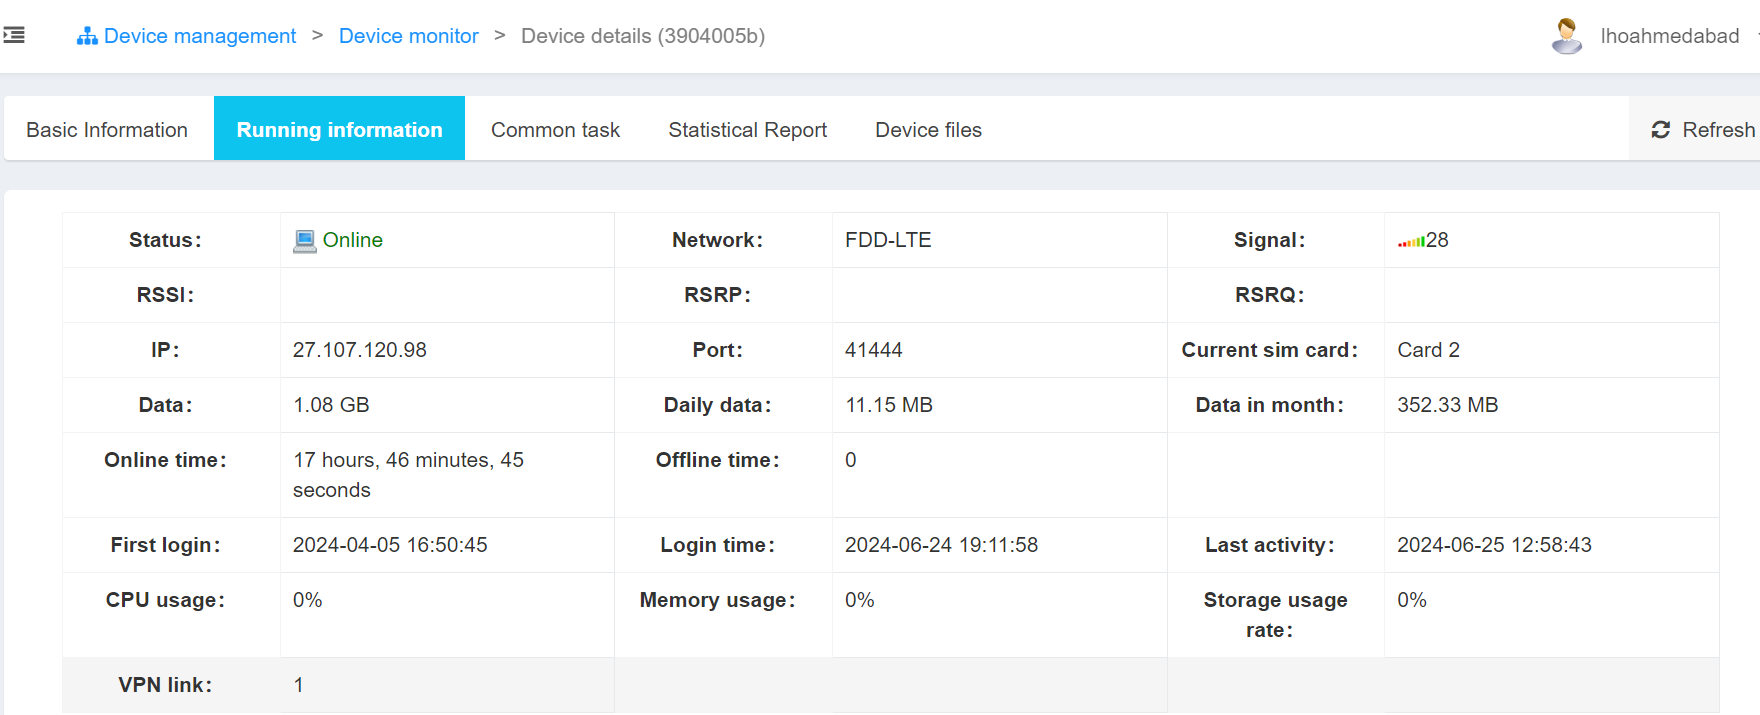 Device management > Device monitor > Device details (3904005b)
lhoahmedabad
Basic Information
Running information
Common task
Statistical Report
Device files
Refresh
Status: Online Network: FDD-LTE Signal: 28
RSSI: RSRP: RSRQ:
IP: 27.107.120.98 Port: 41444 Current sim card: Card 2
Data: 1.08 GB Daily data: 11.15 MB Data in month: 352.33 MB
Online time: 17 hours, 46 minutes, 45
seconds
Offline time: 0
First login: 2024-04-05 16:50:45 Login time: 2024-06-24 19:11:58 Last activity: 2024-06-25 12:58:43
CPU usage: 0% Memory usage: 0% Storage usage
rate: 0%
VPN link: 1